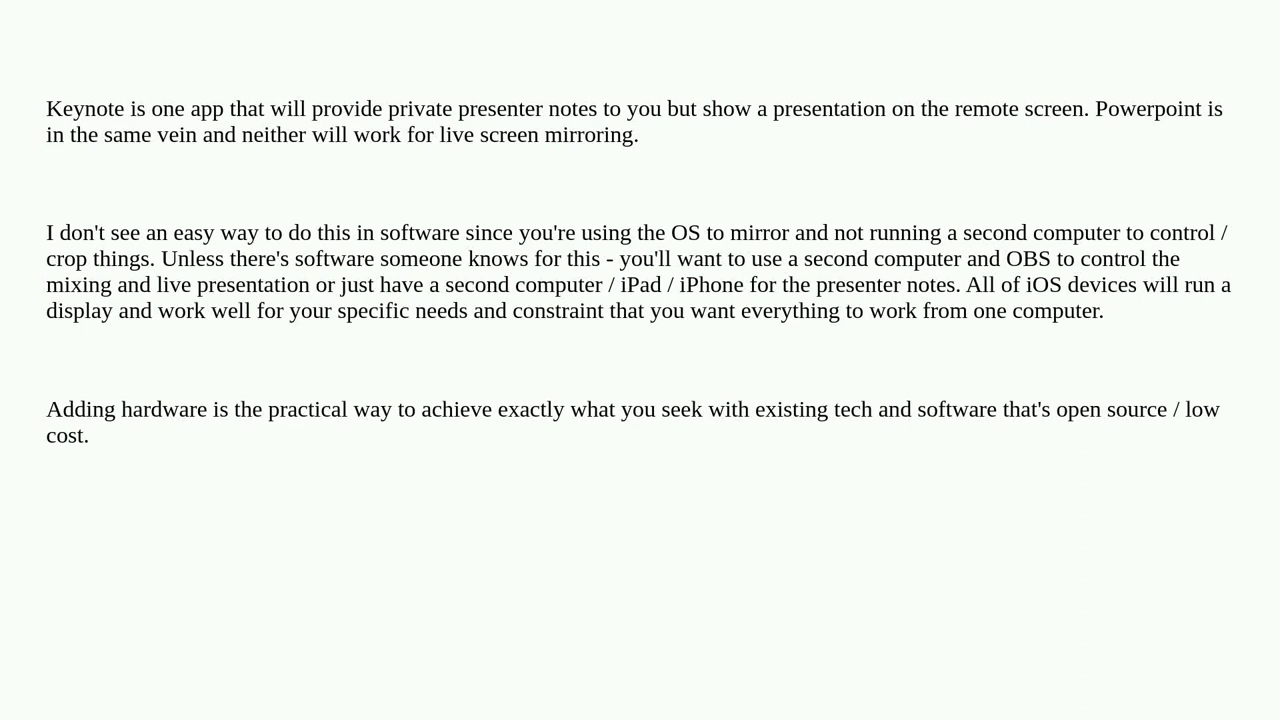 Keynote is one app that will provide private presenter notes to you but show a presentation on the remote screen. Powerpoint is
in the same vein and neither will work for live screen mirroring.
I don't see an easy way to do this in software since you're using the OS to mirror and not running a second computer to control /
crop things. Unless there's software someone knows for this - you'll want to use a second computer and OBS to control the
mixing and live presentation or just have a second computer / iPad / iPhone for the presenter notes. All of iOS devices will run a
display and work well for your specific needs and constraint that you want everything to work from one computer.
Adding hardware is the practical way to achieve exactly what you seek with existing tech and software that's open source / low
cost.